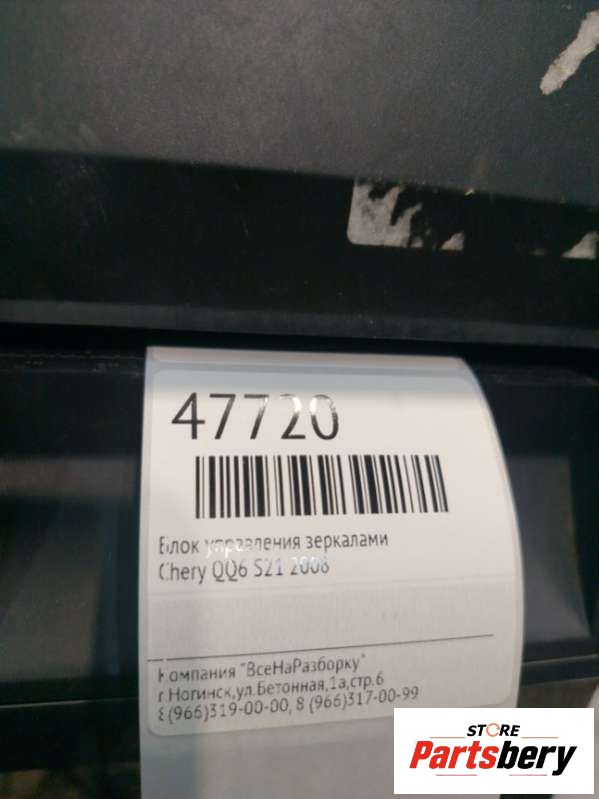 47720
Блок управления зеркалами
Chery QQ6 S21 2008
Компания "ВсеНаРазборку"
г.Ногинск,ул.Бетонная,1а,стр.6
8 (966)319-00-00, 8 (966)317-00-99
STORE
Partsbery